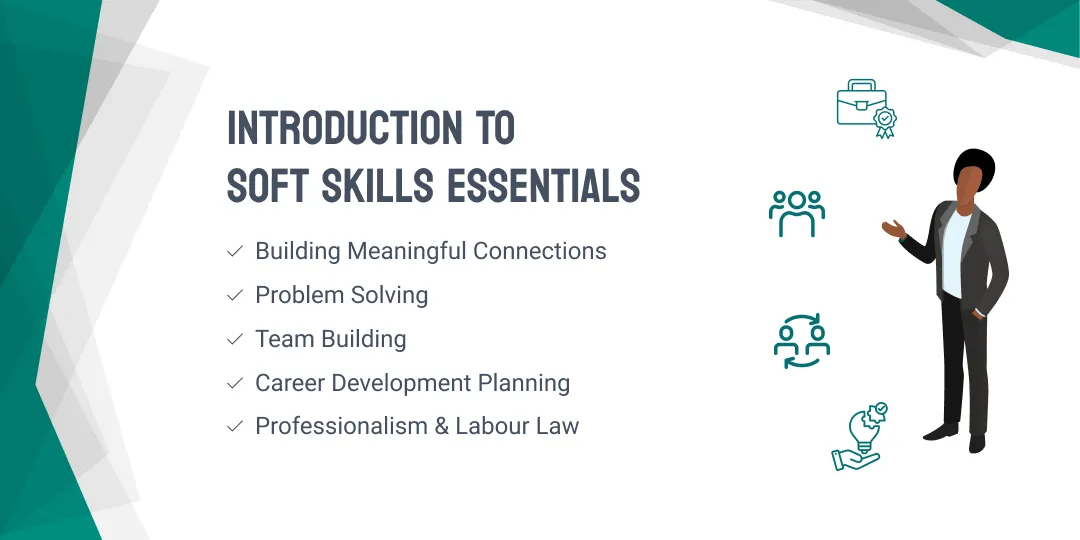 INTRODUCTION TO
SOFT SKILLS ESSENTIALS
Building Meaningful Connections
Problem Solving
Team Building
Career Development Planning
Professionalism & Labour Law